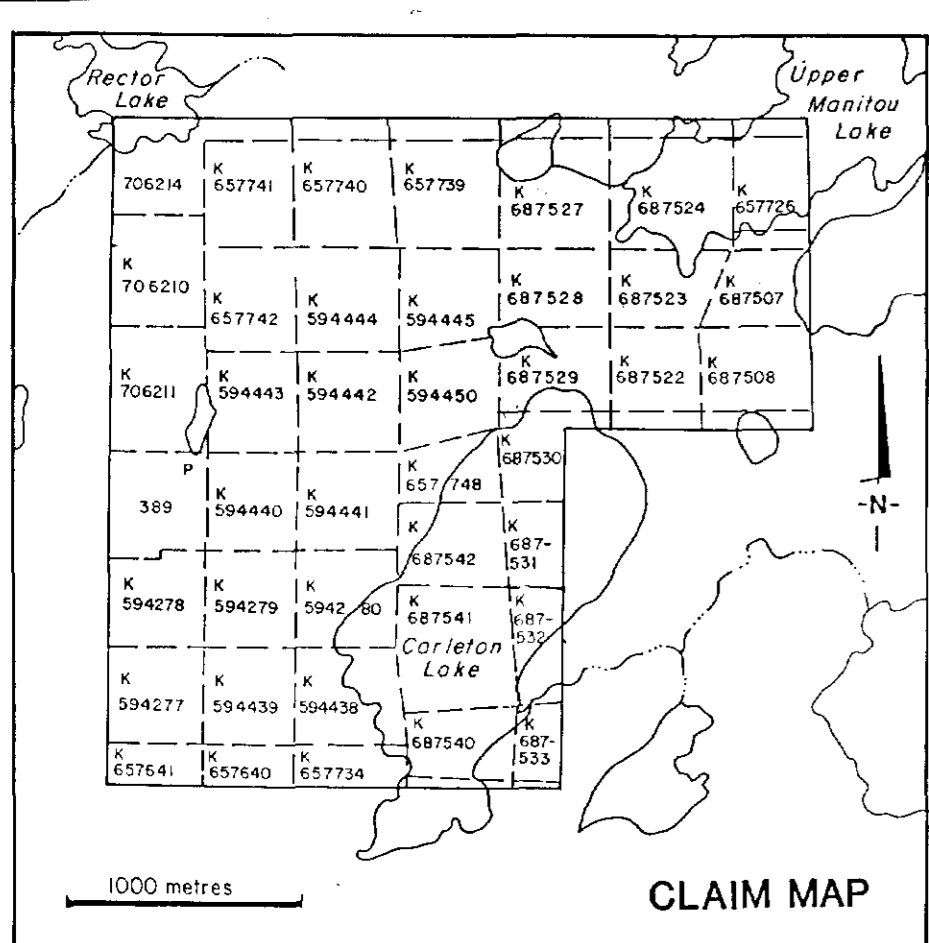 Rector
Lake
Upper
Manitou
Lake
706214
K
657741
K
657740
K
657739
K
687527
K
687524
K
657726
K
706210
K
657742
K
594444
K
594445
K
687528
K
687523
K
687507
K
706211
K
594443
K
594442
K
594450
K
687529
K
687522
K
687508
P
389
K
594440
K
594441
K
657748
K
687530
K
687542
K
687-
531
K
594278
K
594279
K
594280
K
687541
K
687-
532
Carleton
Lake
K
594277
K
594439
K
594438
K
687540
K
687-
533
K
657641
K
657640
K
657734
-N-
1000 metres
CLAIM MAP